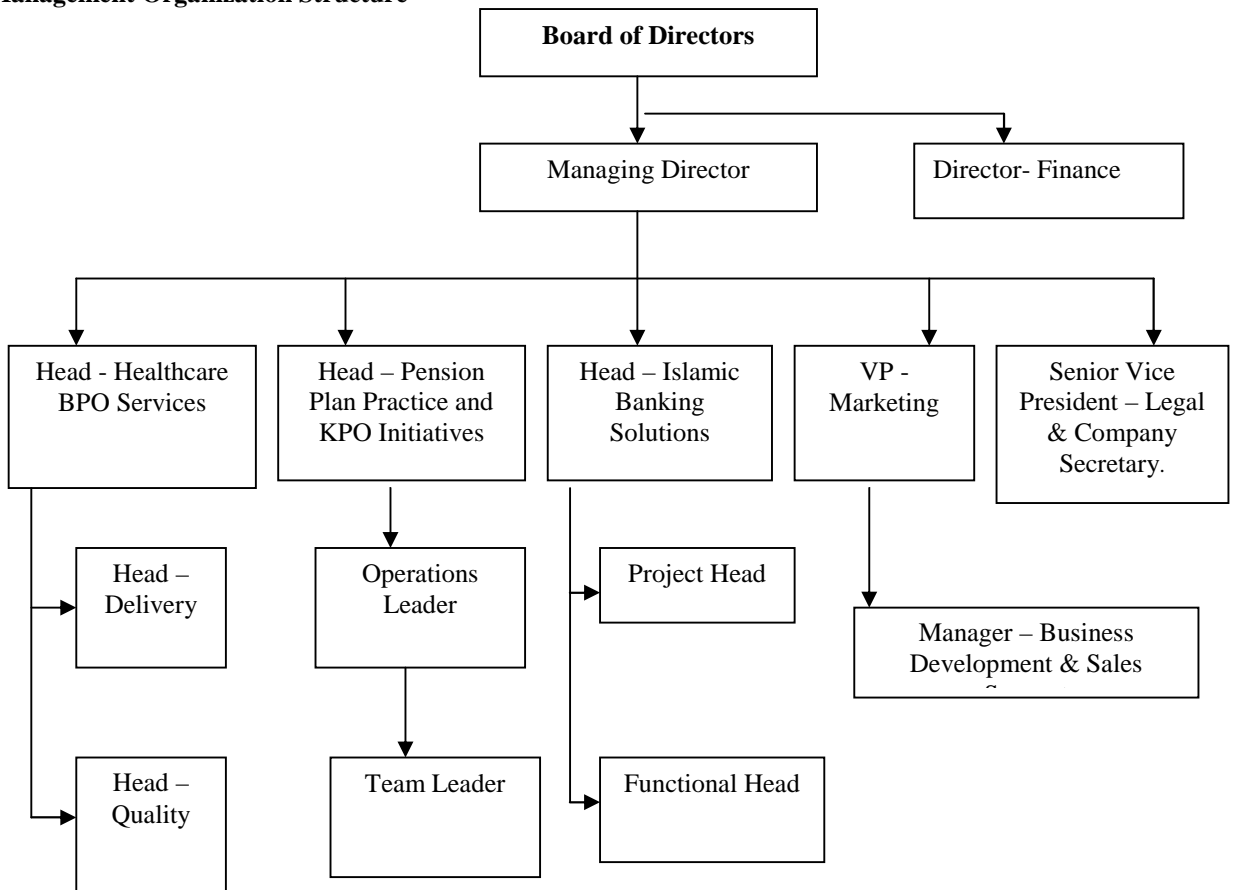 Management Organization Structure
Board of Directors
Managing Director
Director- Finance
Head - Healthcare
BPO Services
Head – Pension
Plan Practice and
KPO Initiatives
Head – Islamic
Banking
Solutions
VP -
Marketing
Senior Vice
President – Legal
& Company
Secretary.
Head –
Delivery
Operations
Leader
Project Head
Manager – Business
Development & Sales
Head –
Quality
Team Leader
Functional Head